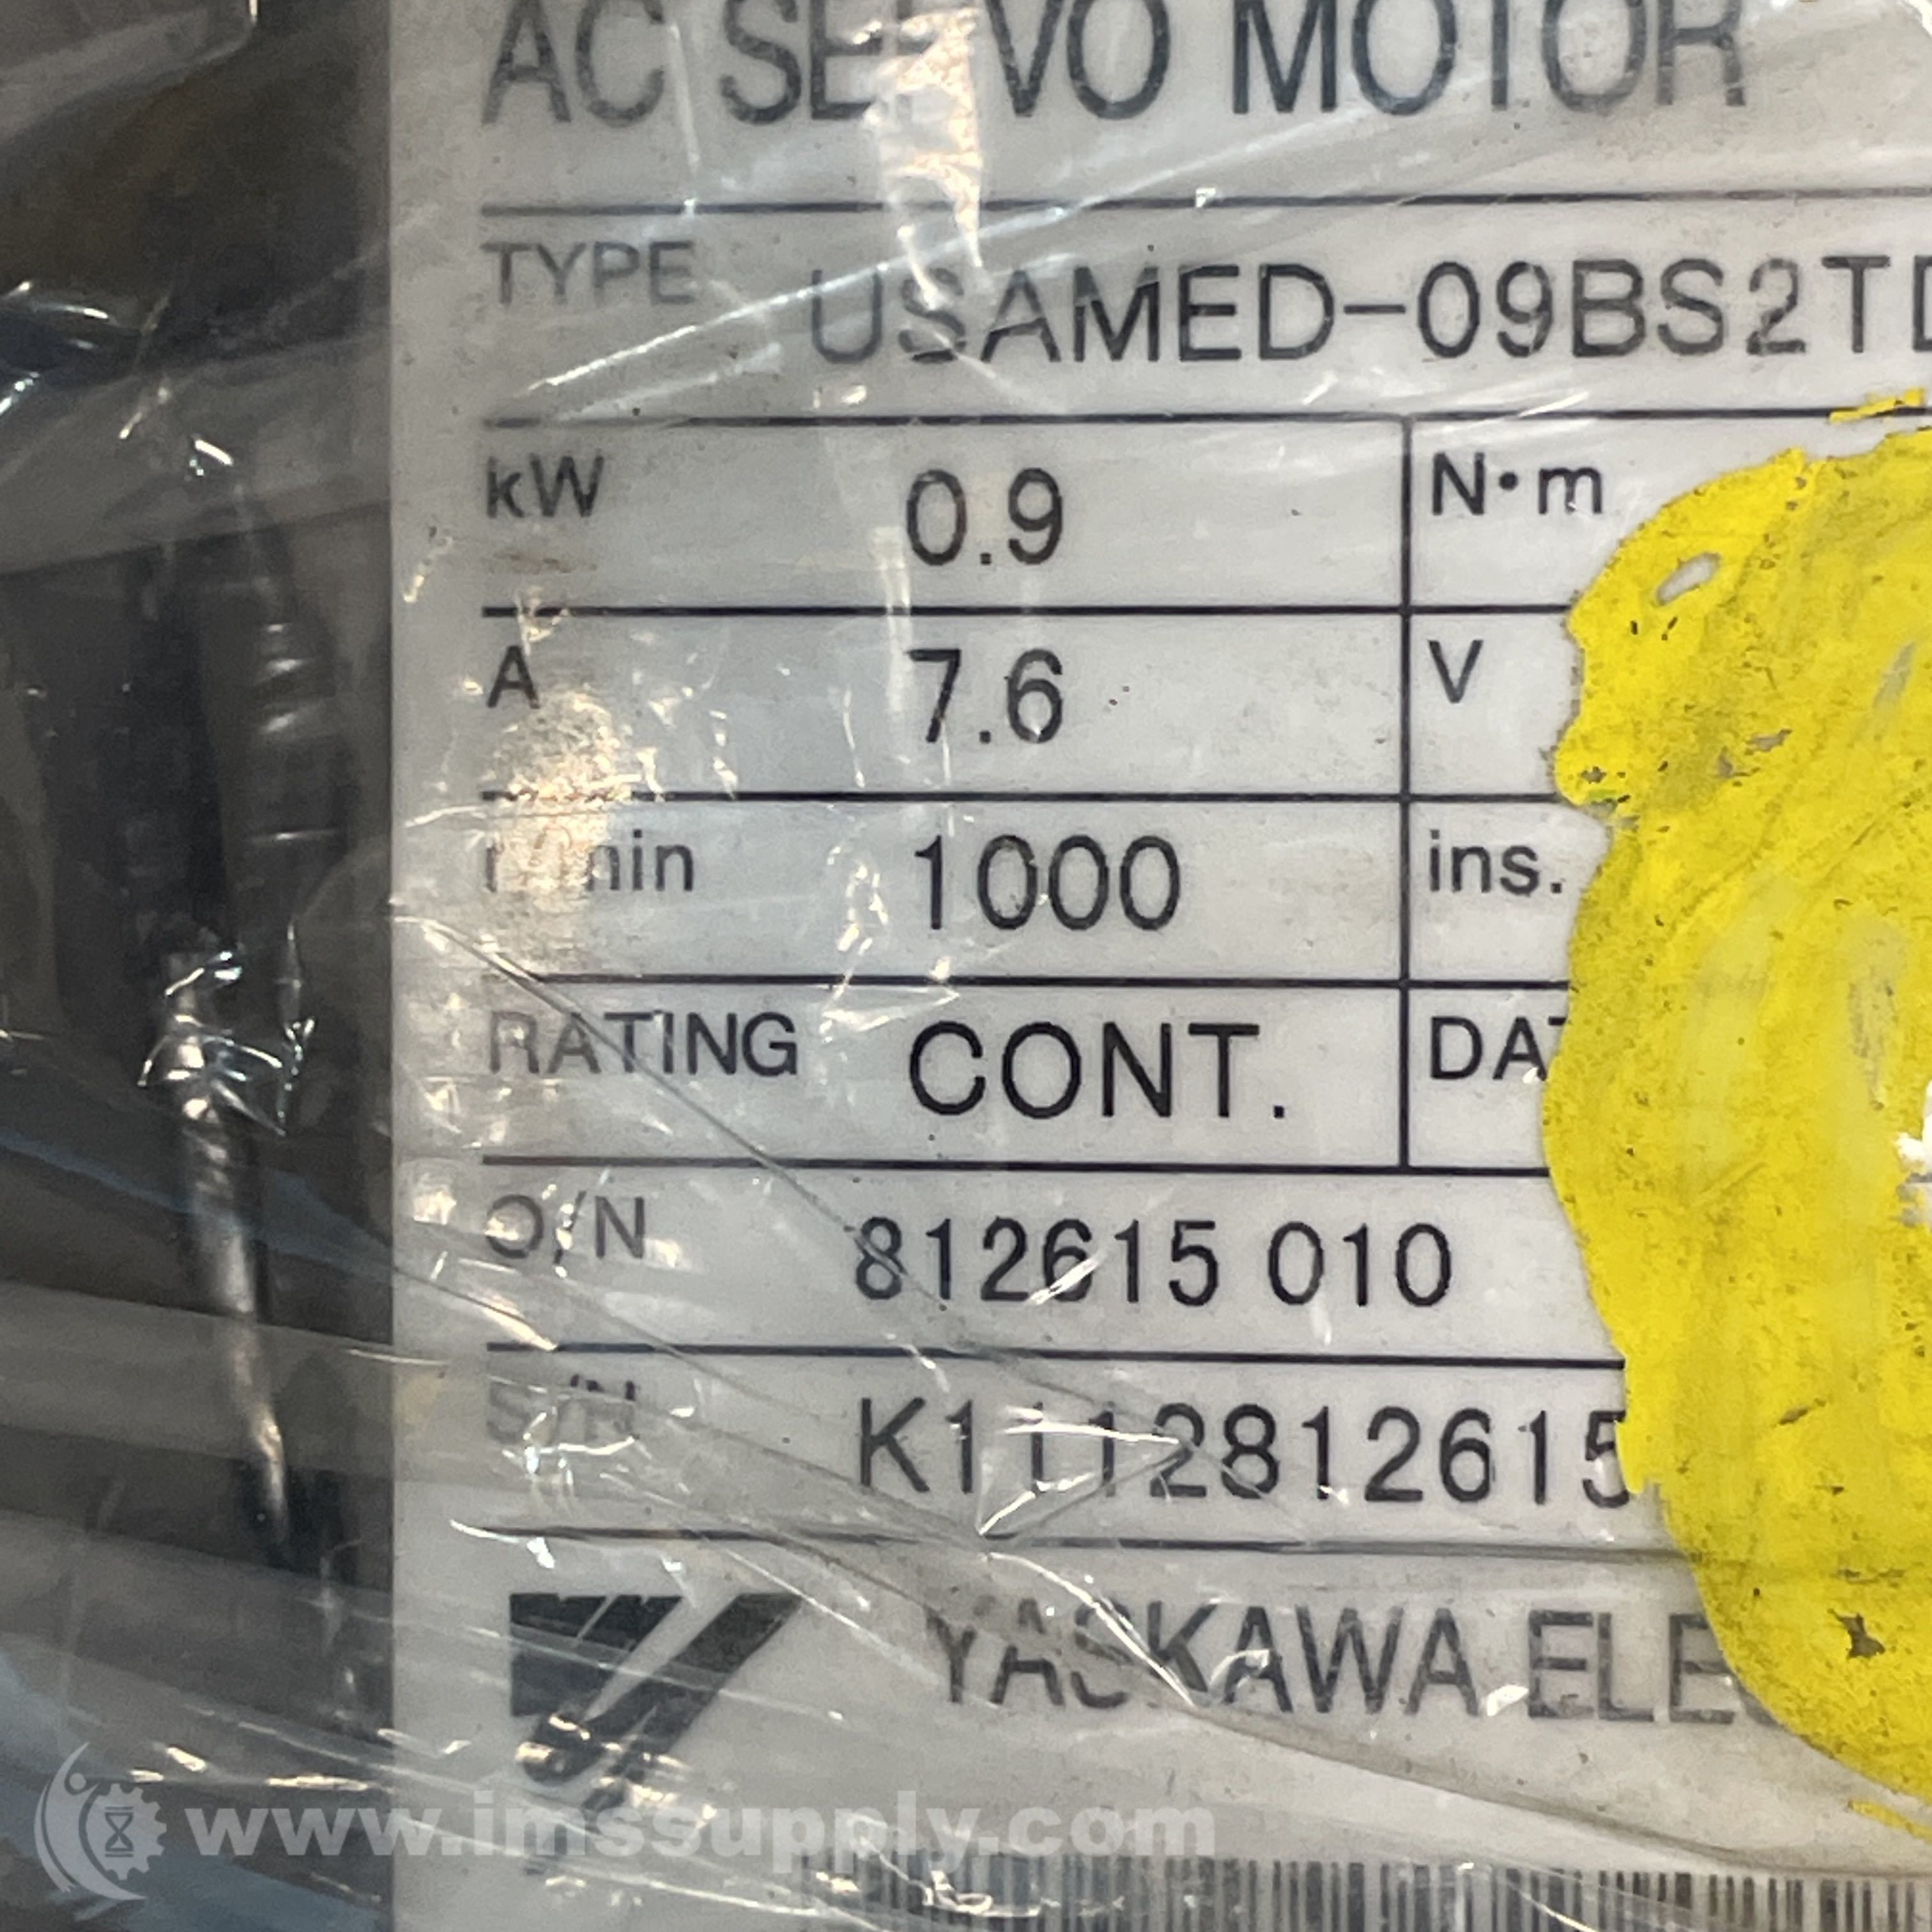 AC SERVO MOTOR
TYPE USAMED-09BS2T
kW 0.9 N·m
A 7.6 V
r/min 1000 ins.
RATING CONT. DA
O/N 812615 010
S/N K1112812615
YASKAWA ELE
www.imssupply.com